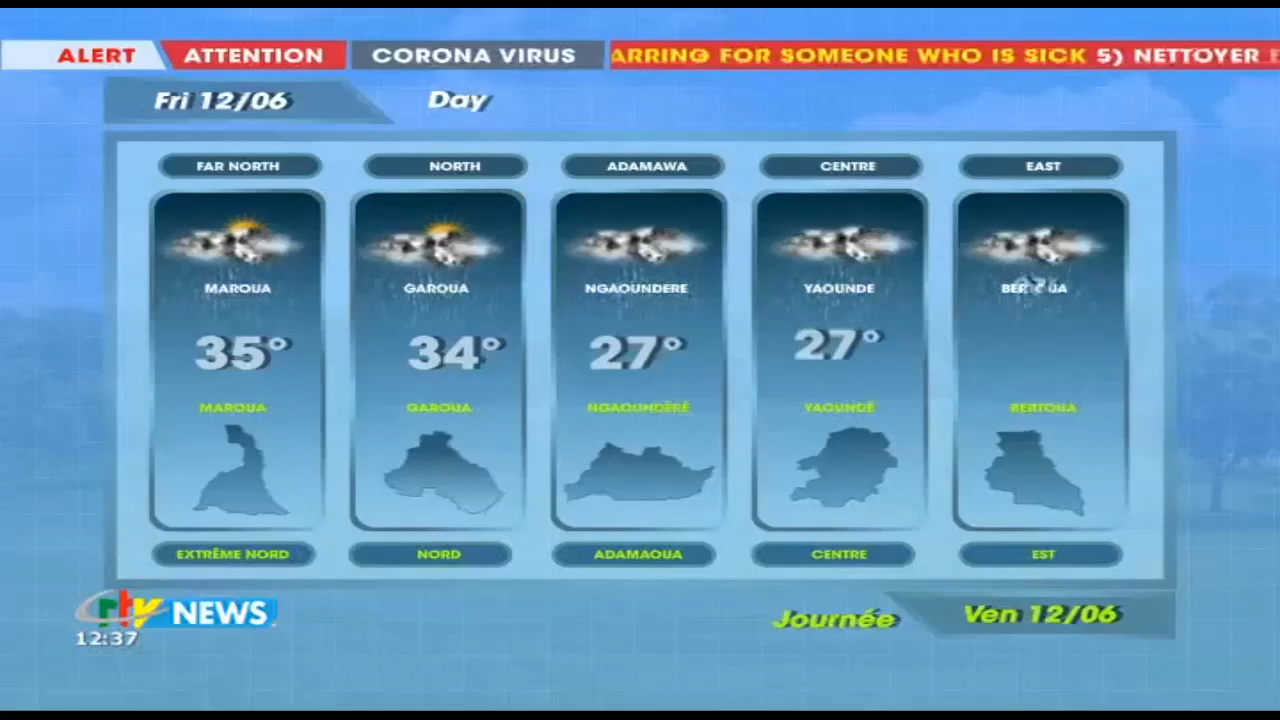 ALERT ATTENTION CORONA VIRUS ARRING FOR SOMEONE WHO IS SICK 5) NETTOYER
Fri 12/06 Day
FAR NORTH NORTH ADAMAWA CENTRE EAST
MAROUA GAROUA NGAOUNDERE YAOUNDE BERTOUA
35° 34° 27° 27°
MAROUA GAROUA NGAOUNDÉRÉ YAOUNDÉ BERTOUA
EXTRÊME NORD NORD ADAMAOUA CENTRE EST
rtv NEWS
12:37
Journée Ven 12/06